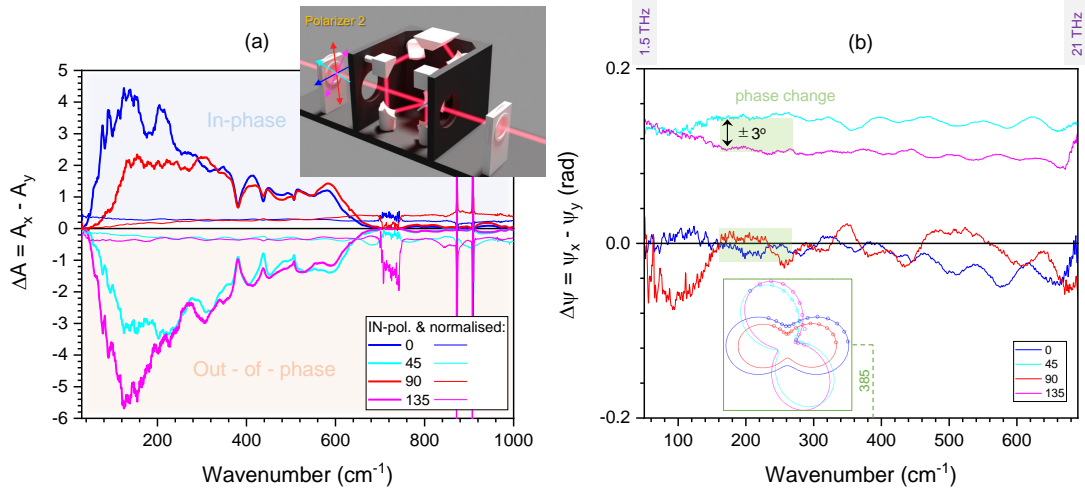 (a)
Polarizer 2
5
4
3
2
1
0
-1
-2
-3
-4
-5
-6
ΔA = Aₓ - Aᵧ
In-phase
Out - of - phase
IN-pol. & normalised:
0
45
90
135
200
400
600
800
1000
Wavenumber (cm⁻¹)
1.5 THz
(b)
21 THz
0.2
0.0
-0.2
Δψ = ψₓ - ψᵧ (rad)
phase change
± 3º
385
0
45
90
135
100
200
300
400
500
600
Wavenumber (cm⁻¹)